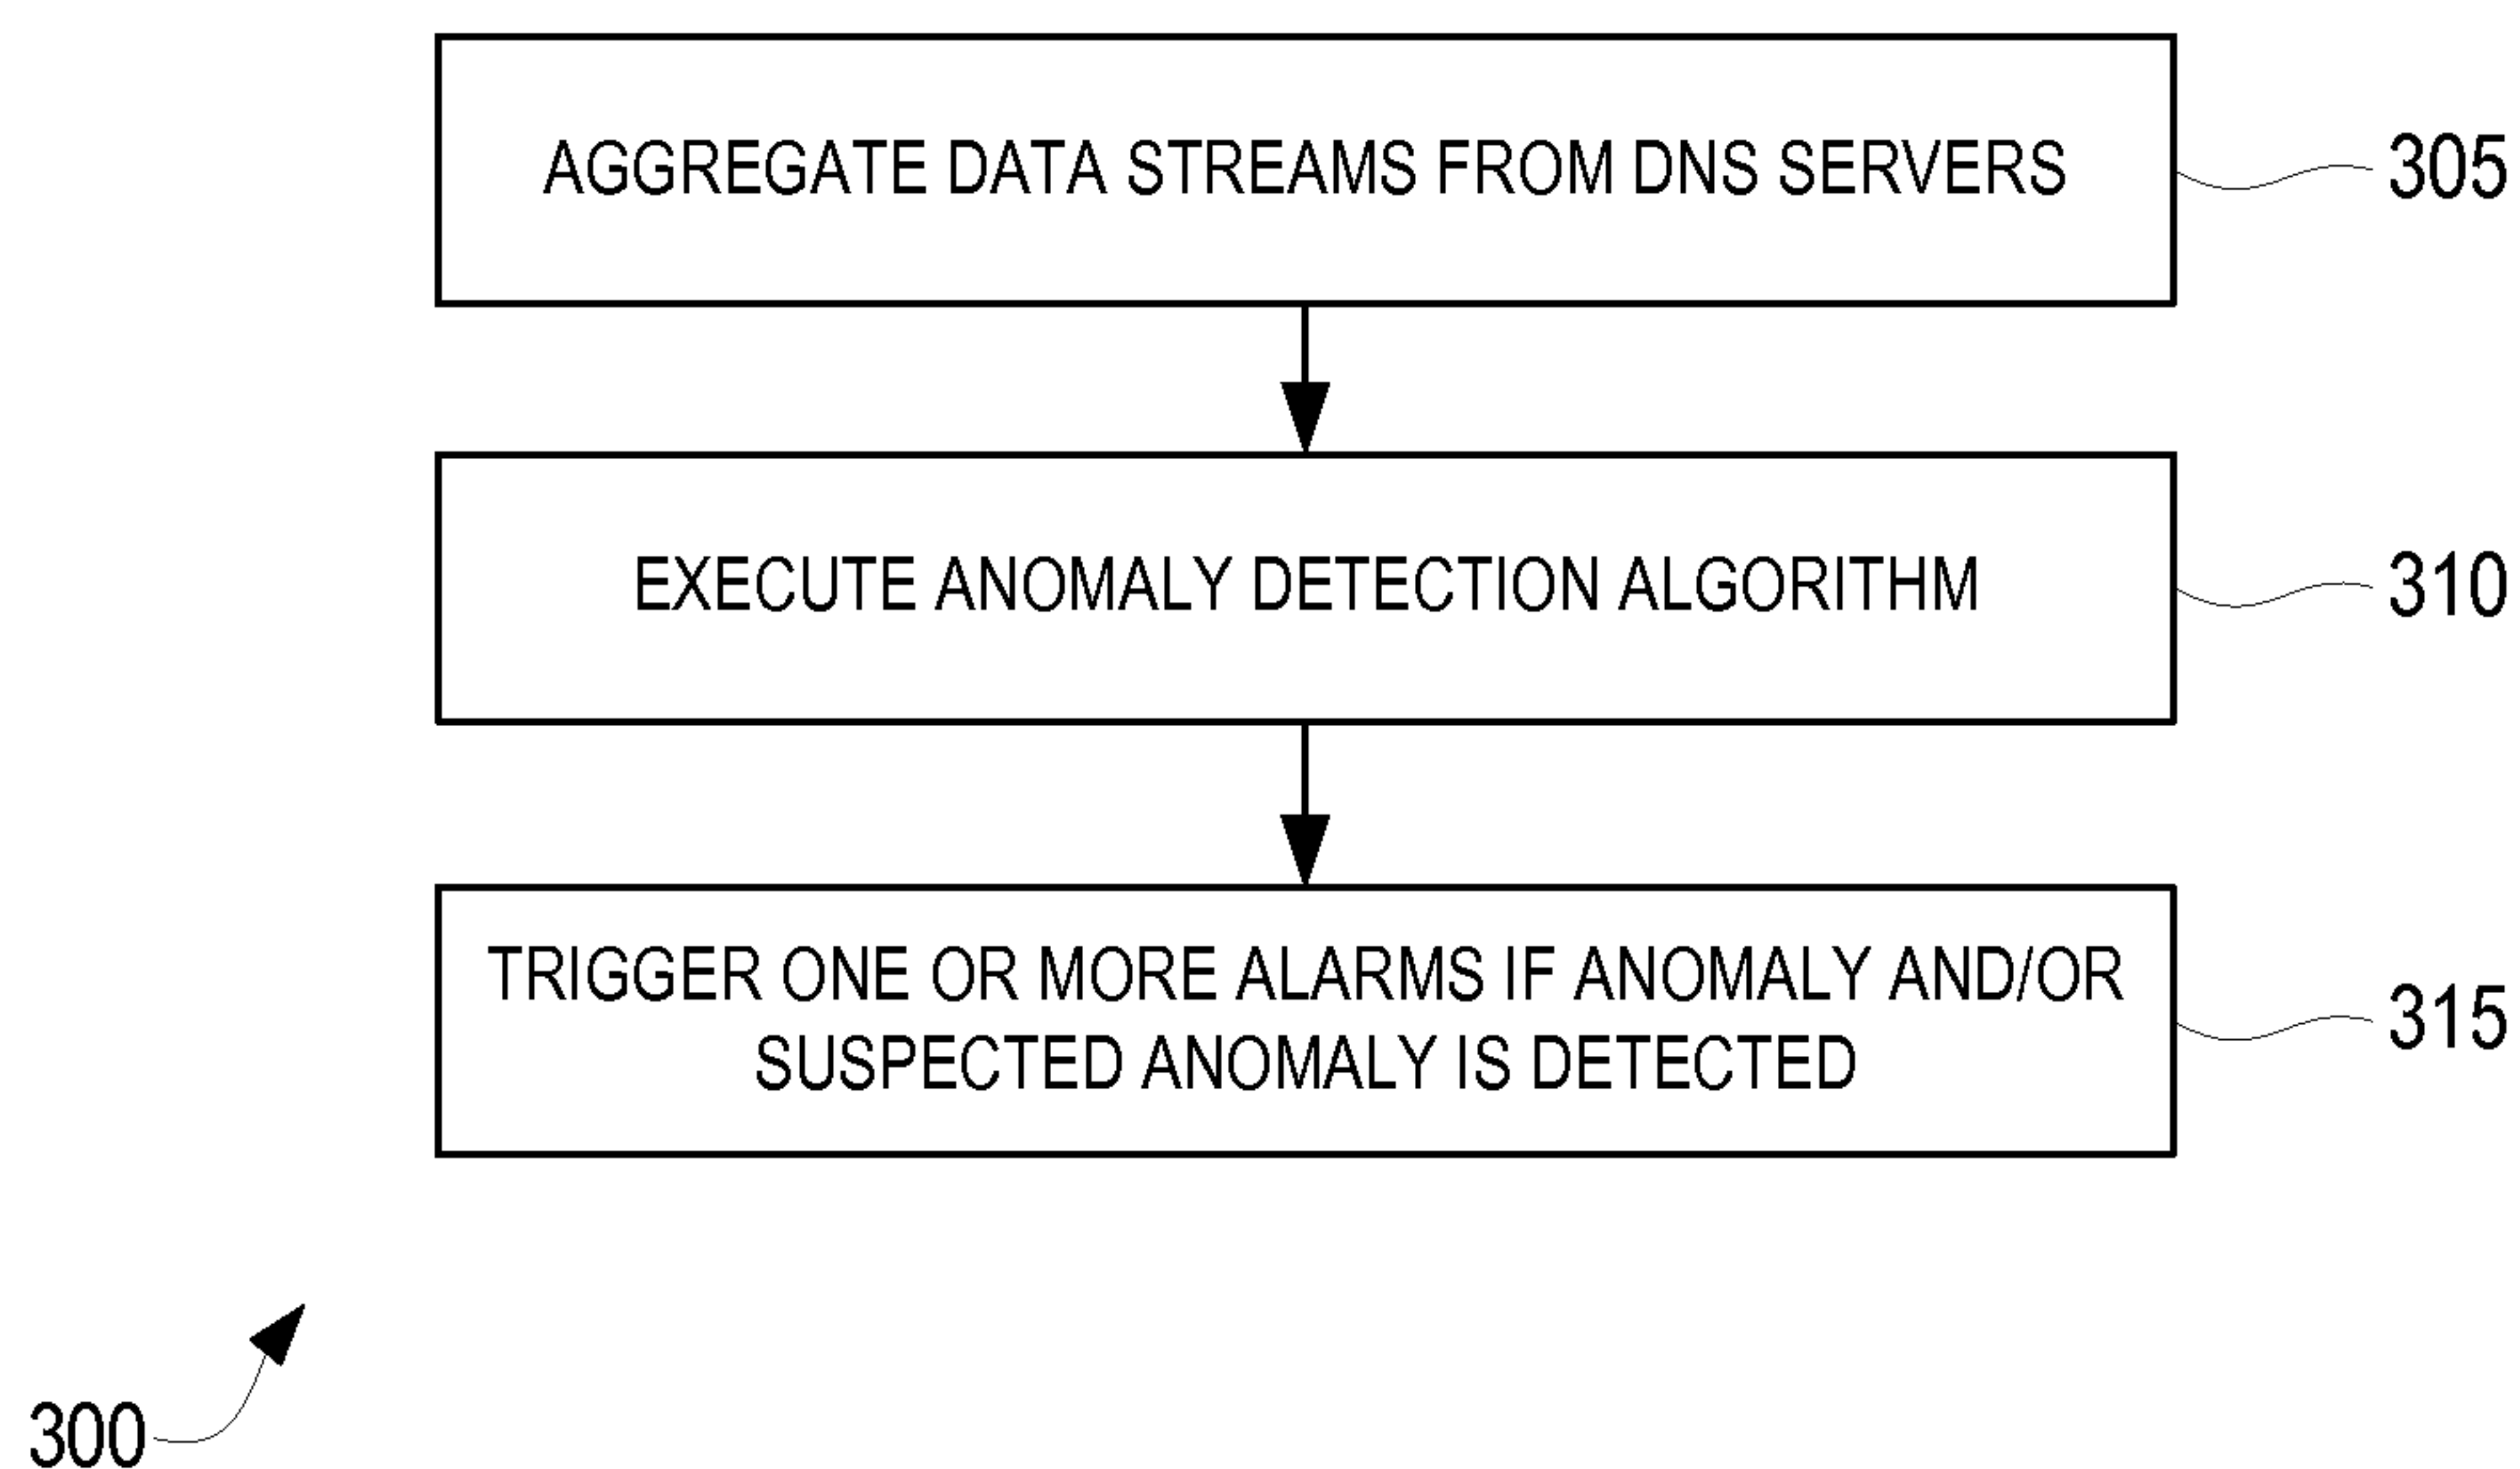 AGGREGATE DATA STREAMS FROM DNS SERVERS
305
EXECUTE ANOMALY DETECTION ALGORITHM
310
TRIGGER ONE OR MORE ALARMS IF ANOMALY AND/OR
SUSPECTED ANOMALY IS DETECTED
315
300